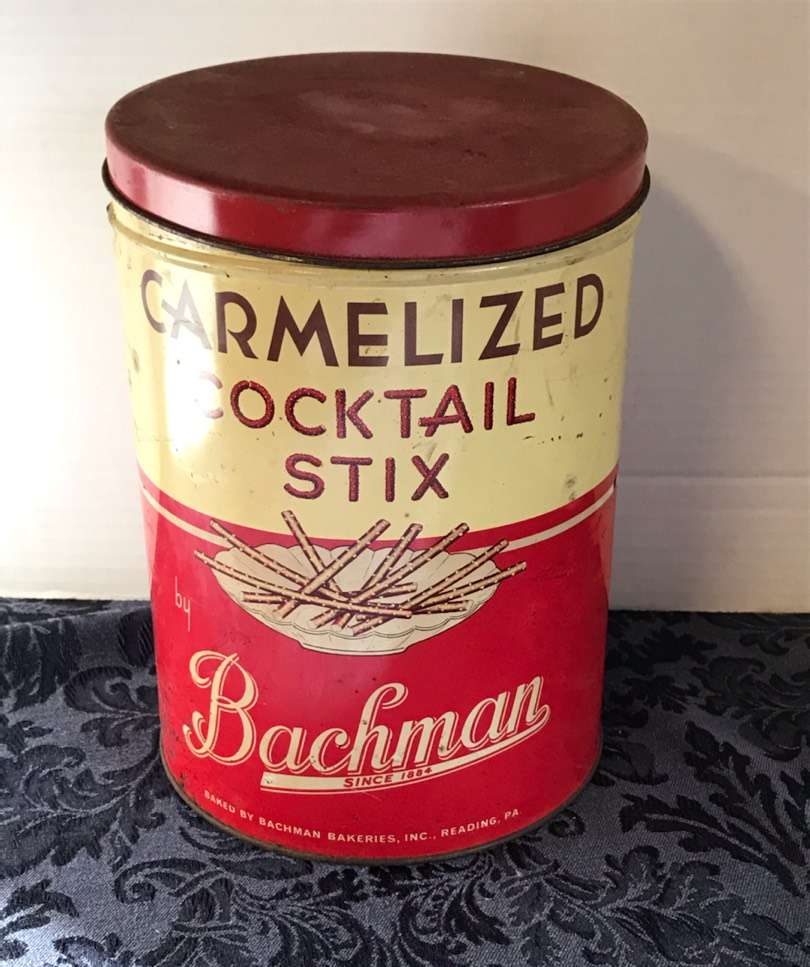 CARMELIZED
COCKTAIL
STIX
by
Bachman
SINCE 1884
BAKED BY BACHMAN BAKERIES, INC., READING, PA.